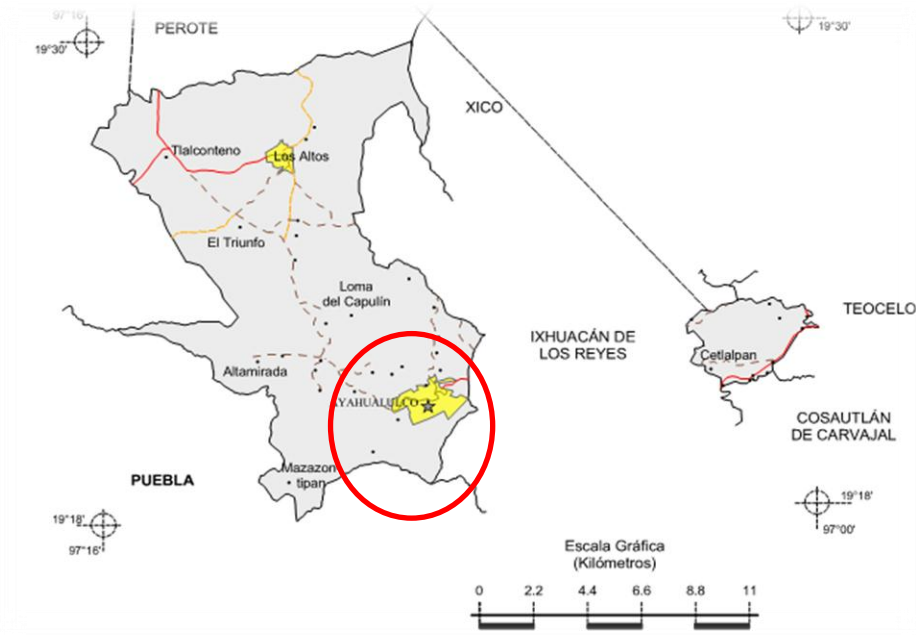 97°16'
PEROTE
19°30'
19°30'
XICO
Tlalconteno
Los Altos
El Triunfo
Loma
del Capulín
TEOCELO
IXHUACÁN DE
LOS REYES
Cetlalpan
Altamirada
AYAHUALULCO
COSAUTLÁN
DE CARVAJAL
PUEBLA
Mazazon
tipan
19°18'
97°16'
19°18'
97°00'
Escala Gráfica
(Kilómetros)
0 2.2 4.4 6.6 8.8 11